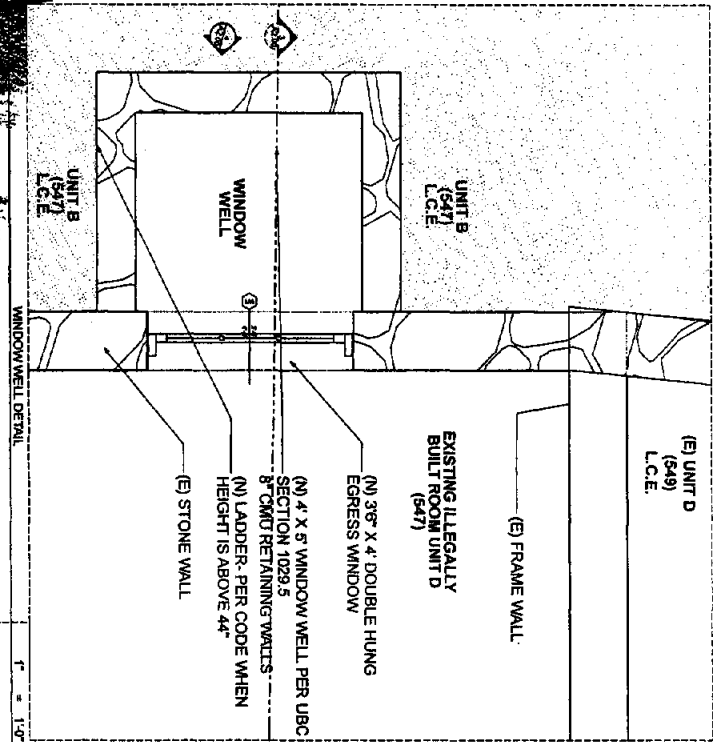 (E) UNIT D
(549)
L.C.E.
UNIT B
(547)
L.C.E.
WINDOW
WELL
UNIT B
(547)
L.C.E.
(E) FRAME WALL
EXISTING ILLEGALLY
BUILT ROOM UNIT D
(547)
(N) 3'6" X 4' DOUBLE HUNG
EGRESS WINDOW
(N) 4' X 5' WINDOW WELL PER UBC
SECTION 1029.5
8" CMU RETAINING WALLS
(N) LADDER- PER CODE WHEN
HEIGHT IS ABOVE 44"
(E) STONE WALL
WINDOW WELL DETAIL
1" = 1'-0"